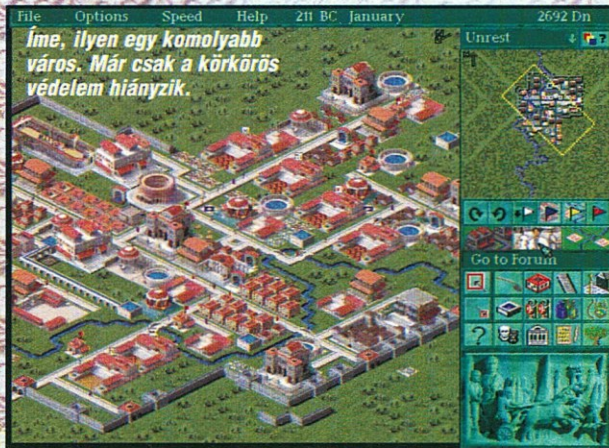 File Options Speed Help 211 BC January 2692 Dn
Íme, ilyen egy komolyabb
város. Már csak a körkörös
védelem hiányzik.
Unrest ?
Go to Forum
?